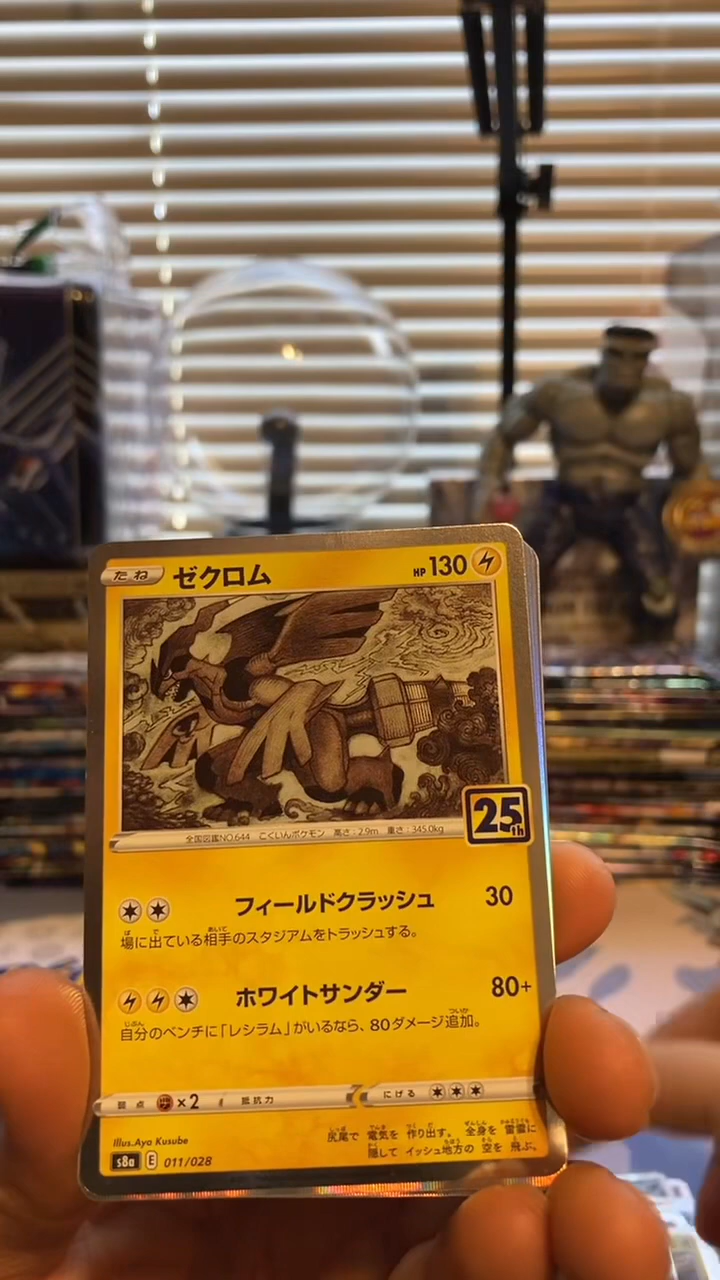 たね ゼクロム HP 130
全国図鑑NO.644 こくいんポケモン 高さ:2.9m 重さ:345.0kg
25th
フィールドクラッシュ 30
場に出ている相手のスタジアムをトラッシュする。
ホワイトサンダー 80+
自分のベンチに「レシラム」がいるなら、80ダメージ追加。
弱点 ×2 抵抗力 にげる
Illus.Aya Kusube
尻尾で 電気を 作り出す。 全身を 雷雲に
隠して イッシュ地方の 空を 飛ぶ。
s8a E 011/028